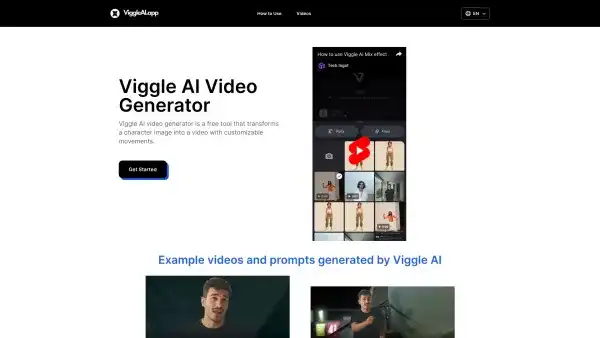 ViggleAI.app
How to Use
Videos
EN
How to use Viggle AI Mix effect
Tech Ingot
Viggle AI Video
Generator
Viggle AI video generator is a free tool that transforms
a character image into a video with customizable
movements.
Get Started
Example videos and prompts generated by Viggle AI